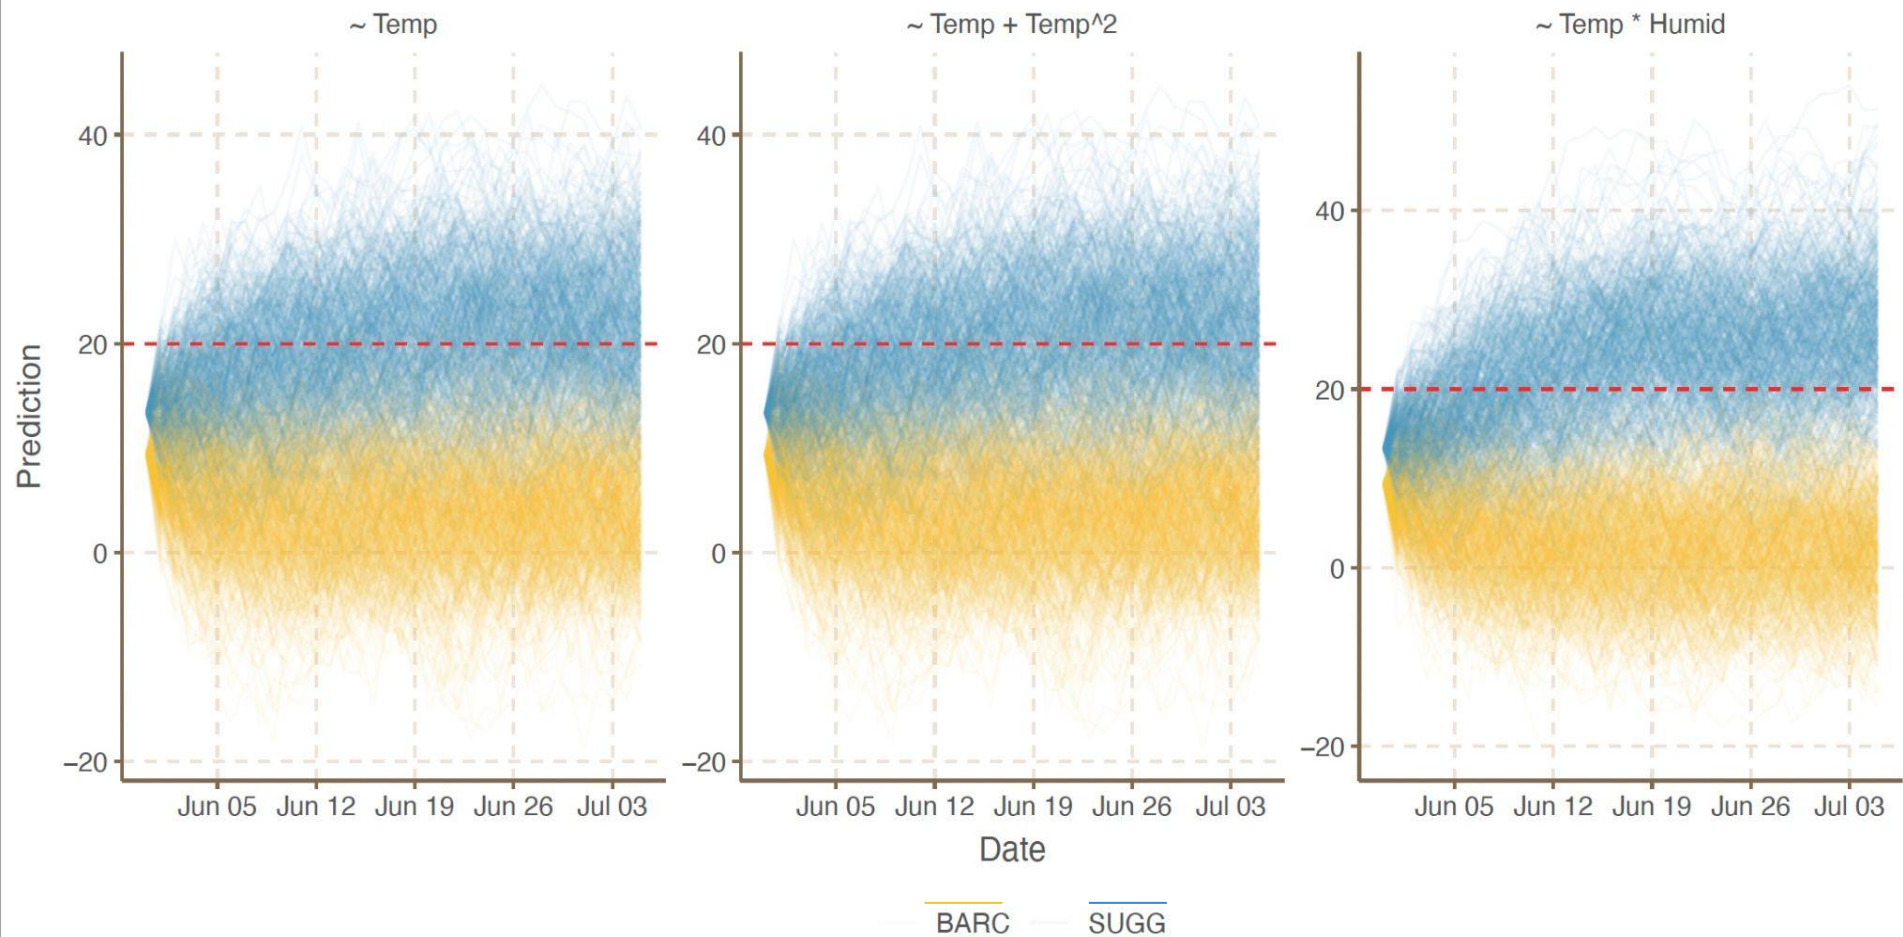 ~ Temp
~ Temp + Temp^2
~ Temp * Humid
Prediction
40
20
0
−20
40
20
0
−20
40
20
0
−20
Jun 05 Jun 12 Jun 19 Jun 26 Jul 03
Jun 05 Jun 12 Jun 19 Jun 26 Jul 03
Jun 05 Jun 12 Jun 19 Jun 26 Jul 03
Date
BARC SUGG